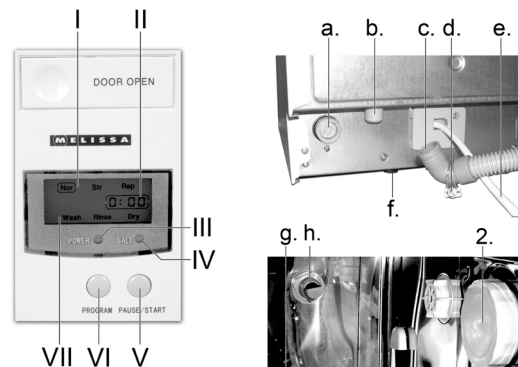 I II
DOOR OPEN
MELISSA
Nor Str Rap
0:00
Wash Rinse Dry
POWER SALT
III
IV
PROGRAM PAUSE/START
VII VI V
a. b. c. d. e.
f.
g. h. 2.